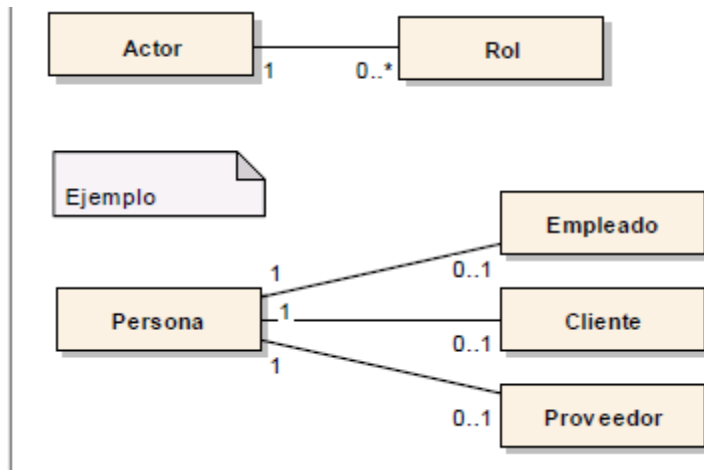 Actor
Rol
1
0..*
Ejemplo
Empleado
1
0..1
Persona
1
Cliente
0..1
1
0..1
Proveedor